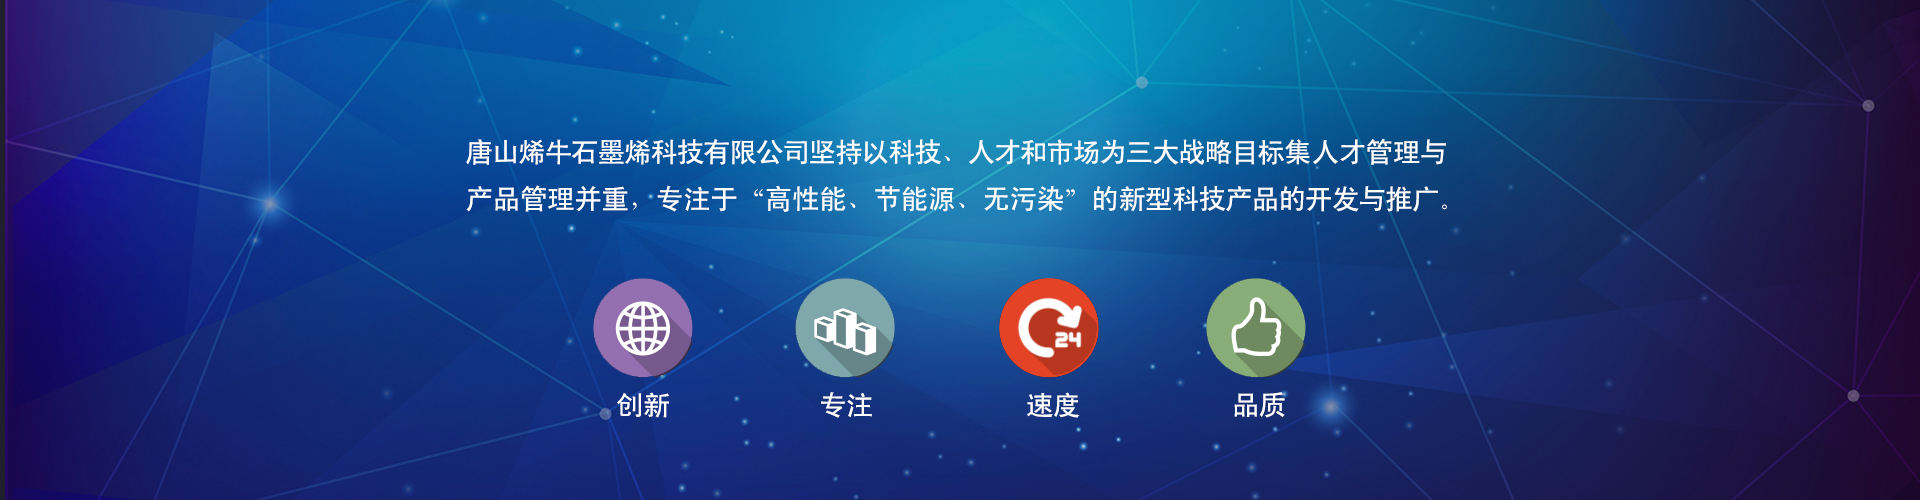 唐山烯牛石墨烯科技有限公司坚持以科技、人才和市场为三大战略目标集人才管理与
产品管理并重，专注于“高性能、节能源、无污染”的新型科技产品的开发与推广。
24
创新 专注 速度 品质